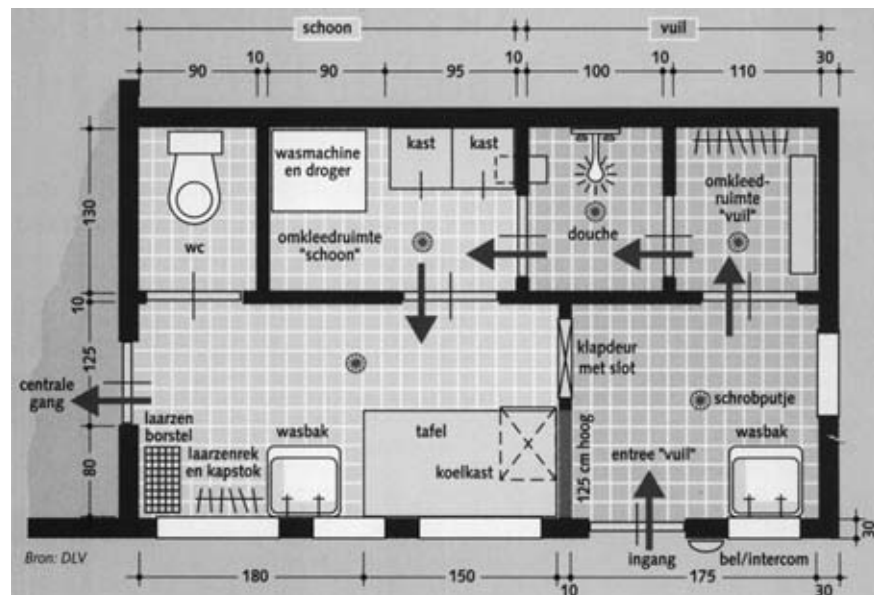 schoon
vuil
10
10
10
30
90
90
95
100
110
wasmachine
en droger
kast
kast
omkleed-
ruimte
"vuil"
130
wc
omkleedruimte
"schoon"
douche
10
125
klapdeur
met slot
centrale
gang
schrobputje
laarzen
borstel
laarzenrek
en kapstok
wasbak
tafel
koelkast
125 cm hoog
entree "vuil"
wasbak
80
30
Bron: DLV
ingang
bel/intercom
180
150
10
175
30